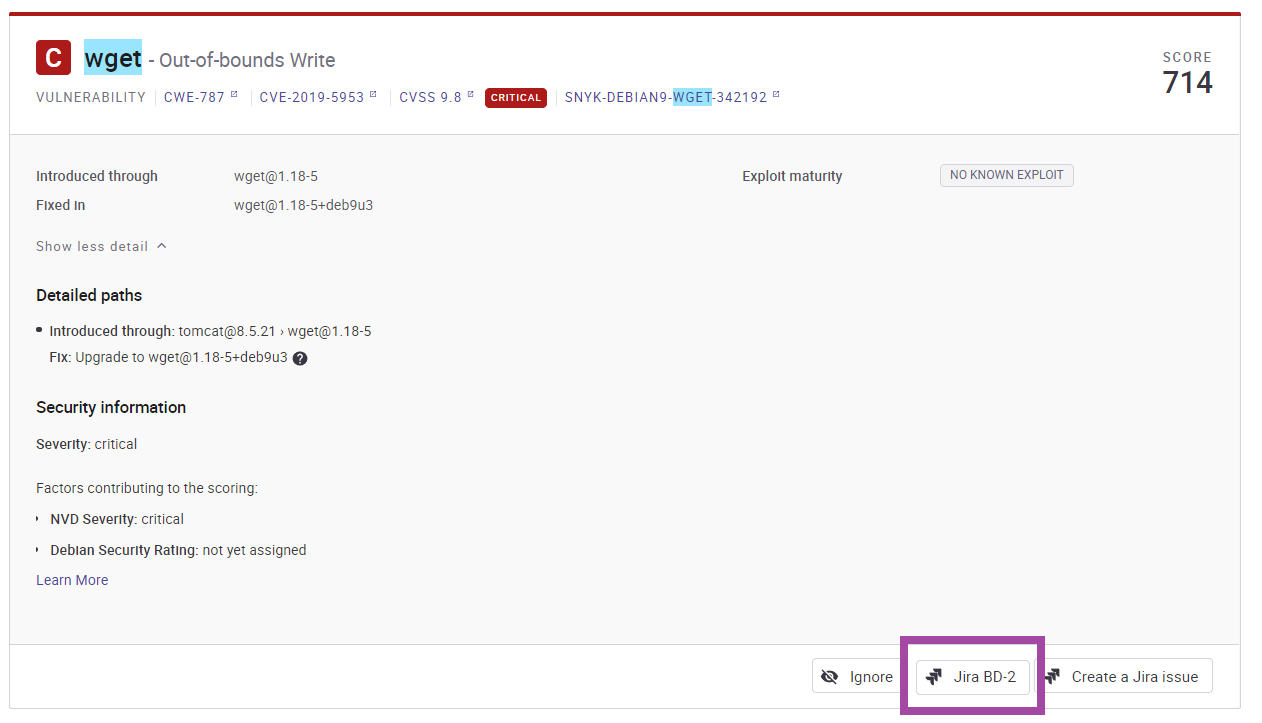 C wget - Out-of-bounds Write
SCORE
714
VULNERABILITY CWE-787 CVE-2019-5953 CVSS 9.8 CRITICAL SNYK-DEBIAN9-WGET-342192
Introduced through wget@1.18-5 Exploit maturity NO KNOWN EXPLOIT
Fixed in wget@1.18-5+deb9u3
Show less detail
Detailed paths
Introduced through: tomcat@8.5.21 › wget@1.18-5
Fix: Upgrade to wget@1.18-5+deb9u3 ?
Security information
Severity: critical
Factors contributing to the scoring:
NVD Severity: critical
Debian Security Rating: not yet assigned
Learn More
Ignore Jira BD-2 Create a Jira issue